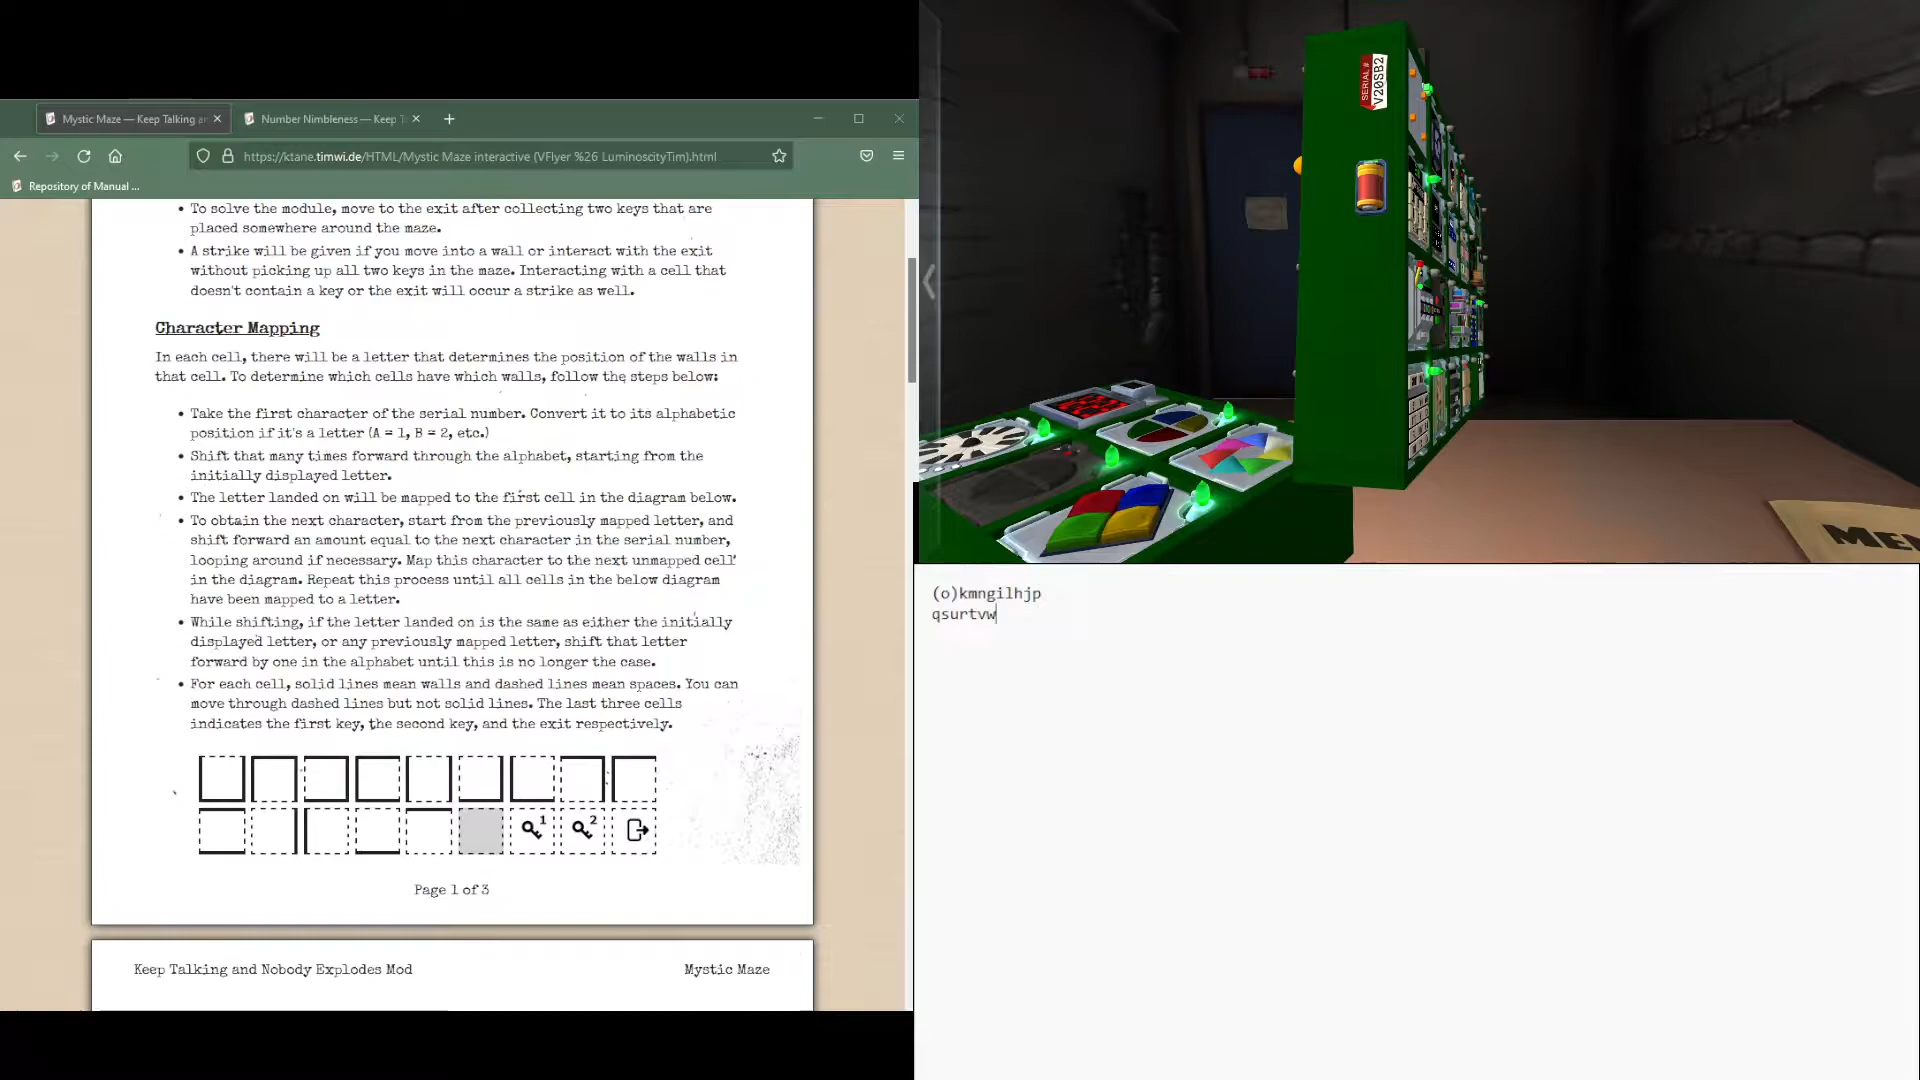 Mystic Maze — Keep Talking an
Number Nimbleness — Keep T
https://ktane.timwi.de/HTML/Mystic Maze interactive (VFlyer %26 LuminoscityTim).html
Repository of Manual ...
• To solve the module, move to the exit after collecting two keys that are
placed somewhere around the maze.
• A strike will be given if you move into a wall or interact with the exit
without picking up all two keys in the maze. Interacting with a cell that
doesn't contain a key or the exit will occur a strike as well.
Character Mapping
In each cell, there will be a letter that determines the position of the walls in
that cell. To determine which cells have which walls, follow the steps below:
• Take the first character of the serial number. Convert it to its alphabetic
position if it's a letter (A = 1, B = 2, etc.)
• Shift that many times forward through the alphabet, starting from the
initially displayed letter.
• The letter landed on will be mapped to the first cell in the diagram below.
• To obtain the next character, start from the previously mapped letter, and
shift forward an amount equal to the next character in the serial number,
looping around if necessary. Map this character to the next unmapped cell
in the diagram. Repeat this process until all cells in the below diagram
have been mapped to a letter.
• While shifting, if the letter landed on is the same as either the initially
displayed letter, or any previously mapped letter, shift that letter
forward by one in the alphabet until this is no longer the case.
• For each cell, solid lines mean walls and dashed lines mean spaces. You can
move through dashed lines but not solid lines. The last three cells
indicates the first key, the second key, and the exit respectively.
1
2
Page 1 of 3
Keep Talking and Nobody Explodes Mod
Mystic Maze
SERIAL #
V20SB2
(o)kmngilhjp
qsurtvw